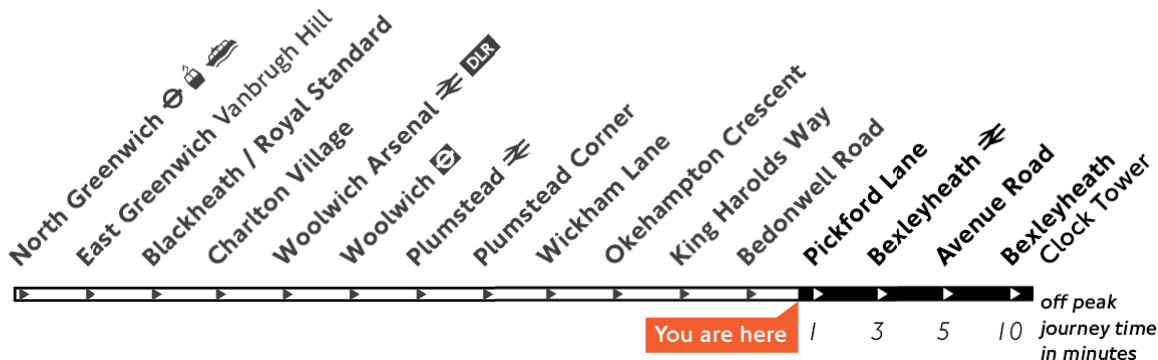 North Greenwich
East Greenwich Vanbrugh Hill
Blackheath / Royal Standard
Charlton Village
Woolwich Arsenal DLR
Woolwich
Plumstead
Plumstead Corner
Wickham Lane
Okehampton Crescent
King Harolds Way
Bedonwell Road
Pickford Lane
Bexleyheath
Avenue Road
Bexleyheath
Clock Tower
You are here
1 3 5 10
off peak
journey time
in minutes